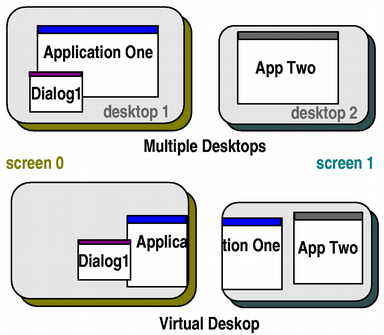 Application One
Dialog1
desktop 1
App Two
desktop 2
Multiple Desktops
screen 0
screen 1
Applica
Dialog1
tion One
App Two
Virtual Deskop